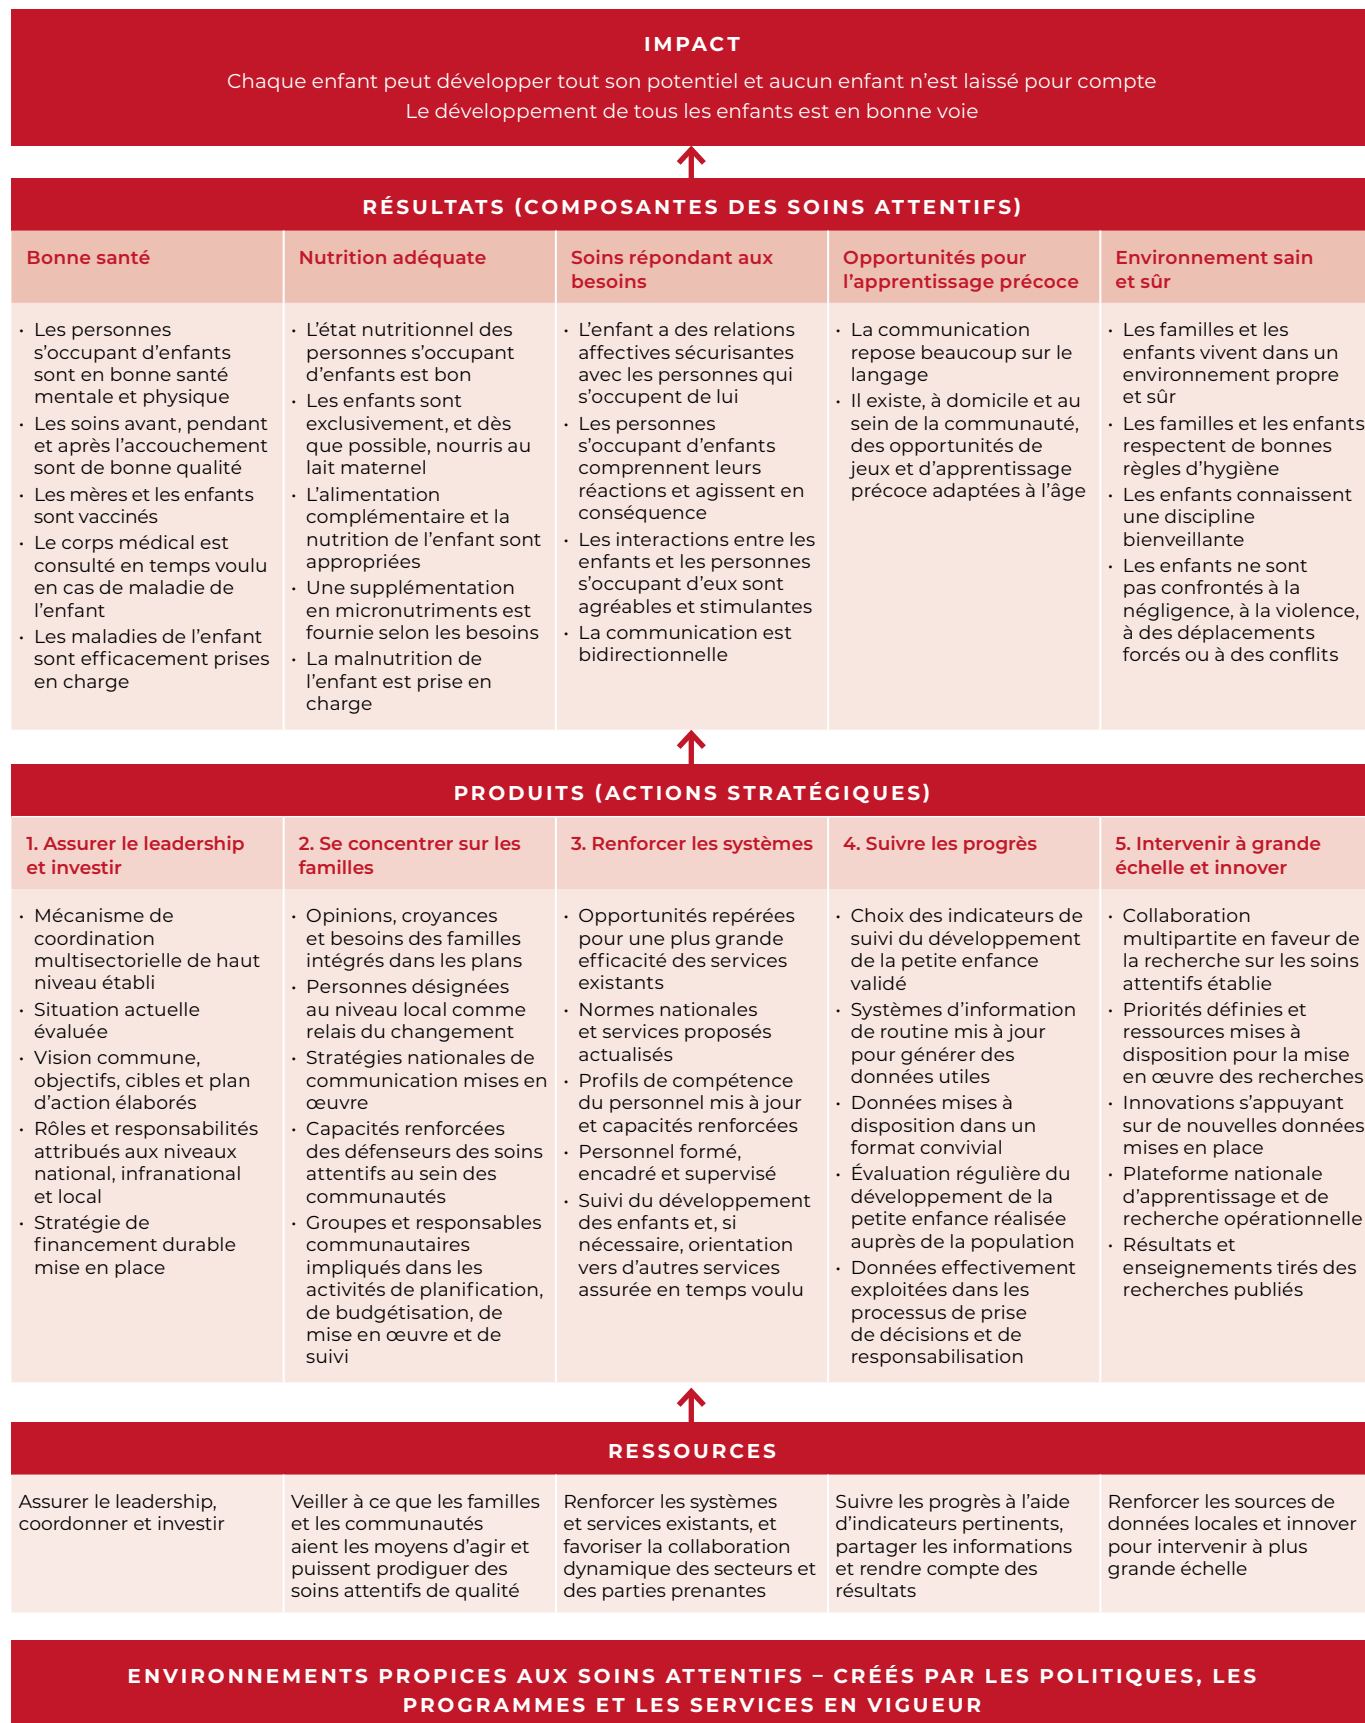 IMPACT
Chaque enfant peut développer tout son potentiel et aucun enfant n’est laissé pour compte
Le développement de tous les enfants est en bonne voie
RÉSULTATS (COMPOSANTES DES SOINS ATTENTIFS)
Bonne santé
· Les personnes
s’occupant d’enfants
sont en bonne santé
mentale et physique
· Les soins avant, pendant
et après l’accouchement
sont de bonne qualité
· Les mères et les enfants
sont vaccinés
· Le corps médical est
consulté en temps voulu
en cas de maladie de
l’enfant
· Les maladies de l’enfant
sont efficacement prises
en charge
Nutrition adéquate
· L’état nutritionnel des
personnes s’occupant
d’enfants est bon
· Les enfants sont
exclusivement, et dès
que possible, nourris au
lait maternel
· L’alimentation
complémentaire et la
nutrition de l’enfant sont
appropriées
· Une supplémentation
en micronutriments est
fournie selon les besoins
· La malnutrition de
l’enfant est prise en
charge
Soins répondant aux
besoins
· L’enfant a des relations
affectives sécurisantes
avec les personnes qui
s’occupent de lui
· Les personnes
s’occupant d’enfants
comprennent leurs
réactions et agissent en
conséquence
· Les interactions entre les
enfants et les personnes
s’occupant d’eux sont
agréables et stimulantes
· La communication est
bidirectionnelle
Opportunités pour
l’apprentissage précoce
· La communication
repose beaucoup sur le
langage
· Il existe, à domicile et au
sein de la communauté,
des opportunités de
jeux et d’apprentissage
précoce adaptées à l’âge
Environnement sain
et sûr
· Les familles et les
enfants vivent dans un
environnement propre
et sûr
· Les familles et les enfants
respectent de bonnes
règles d’hygiène
· Les enfants connaissent
une discipline
bienveillante
· Les enfants ne sont
pas confrontés à la
négligence, à la violence,
à des déplacements
forcés ou à des conflits
PRODUITS (ACTIONS STRATÉGIQUES)
1. Assurer le leadership
et investir
· Mécanisme de
coordination
multisectorielle de haut
niveau établi
· Situation actuelle
évaluée
· Vision commune,
objectifs, cibles et plan
d’action élaborés
· Rôles et responsabilités
attribués aux niveaux
national, infranational
et local
· Stratégie de
financement durable
mise en place
2. Se concentrer sur les
familles
· Opinions, croyances
et besoins des familles
intégrés dans les plans
· Personnes désignées
au niveau local comme
relais du changement
· Stratégies nationales de
communication mises en
œuvre
· Capacités renforcées
des défenseurs des soins
attentifs au sein des
communautés
· Groupes et responsables
communautaires
impliqués dans les
activités de planification,
de budgétisation, de
mise en œuvre et de
suivi
3. Renforcer les systèmes
· Opportunités repérées
pour une plus grande
efficacité des services
existants
· Normes nationales
et services proposés
actualisés
· Profils de compétence
du personnel mis à jour
et capacités renforcées
· Personnel formé,
encadré et supervisé
· Suivi du développement
des enfants et, si
nécessaire, orientation
vers d’autres services
assurée en temps voulu
4. Suivre les progrès
· Choix des indicateurs de
suivi du développement
de la petite enfance
validé
· Systèmes d’information
de routine mis à jour
pour générer des
données utiles
· Données mises à
disposition dans un
format convivial
· Évaluation régulière du
développement de la
petite enfance réalisée
auprès de la population
· Données effectivement
exploitées dans les
processus de prise
de décisions et de
responsabilisation
5. Intervenir à grande
échelle et innover
· Collaboration
multipartite en faveur de
la recherche sur les soins
attentifs établie
· Priorités définies et
ressources mises à
disposition pour la mise
en œuvre des recherches
· Innovations s’appuyant
sur de nouvelles données
mises en place
· Plateforme nationale
d’apprentissage et de
recherche opérationnelle
· Résultats et
enseignements tirés des
recherches publiés
RESSOURCES
Assurer le leadership,
coordonner et investir
Veiller à ce que les familles
et les communautés
aient les moyens d’agir et
puissent prodiguer des
soins attentifs de qualité
Renforcer les systèmes
et services existants, et
favoriser la collaboration
dynamique des secteurs et
des parties prenantes
Suivre les progrès à l’aide
d’indicateurs pertinents,
partager les informations
et rendre compte des
résultats
Renforcer les sources de
données locales et innover
pour intervenir à plus
grande échelle
ENVIRONNEMENTS PROPICES AUX SOINS ATTENTIFS – CRÉÉS PAR LES POLITIQUES, LES
PROGRAMMES ET LES SERVICES EN VIGUEUR